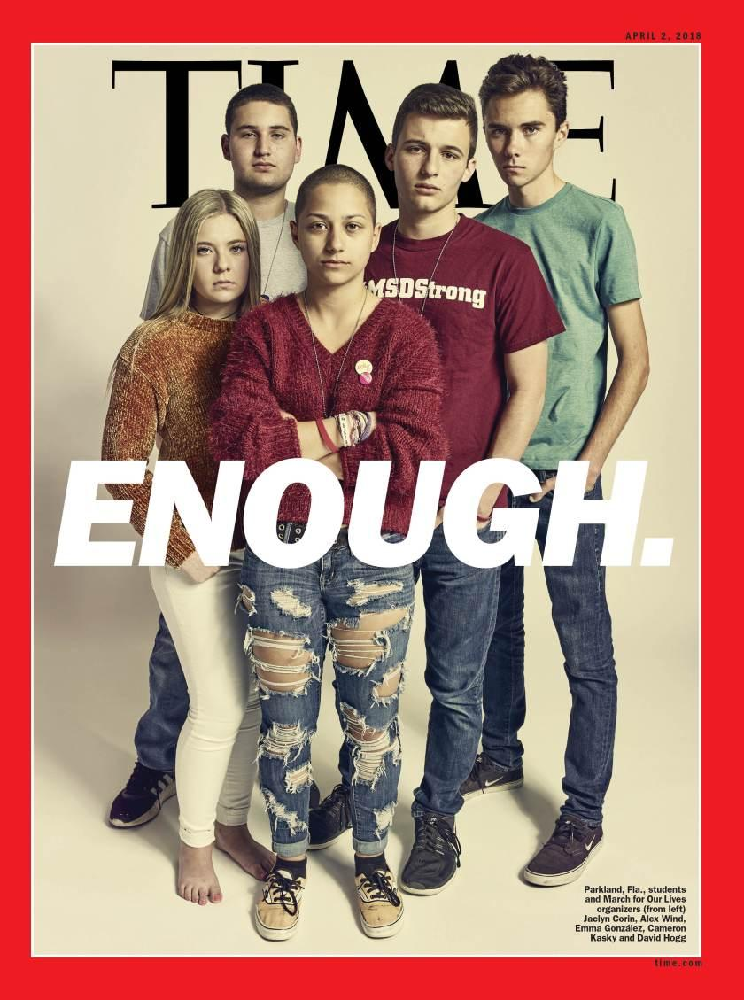 APRIL 2, 2018
TIME
MSDStrong
ENOUGH.
Parkland, Fla., students
and March for Our Lives
organizers (from left)
Jaclyn Corin, Alex Wind,
Emma González, Cameron
Kasky and David Hogg
time.com